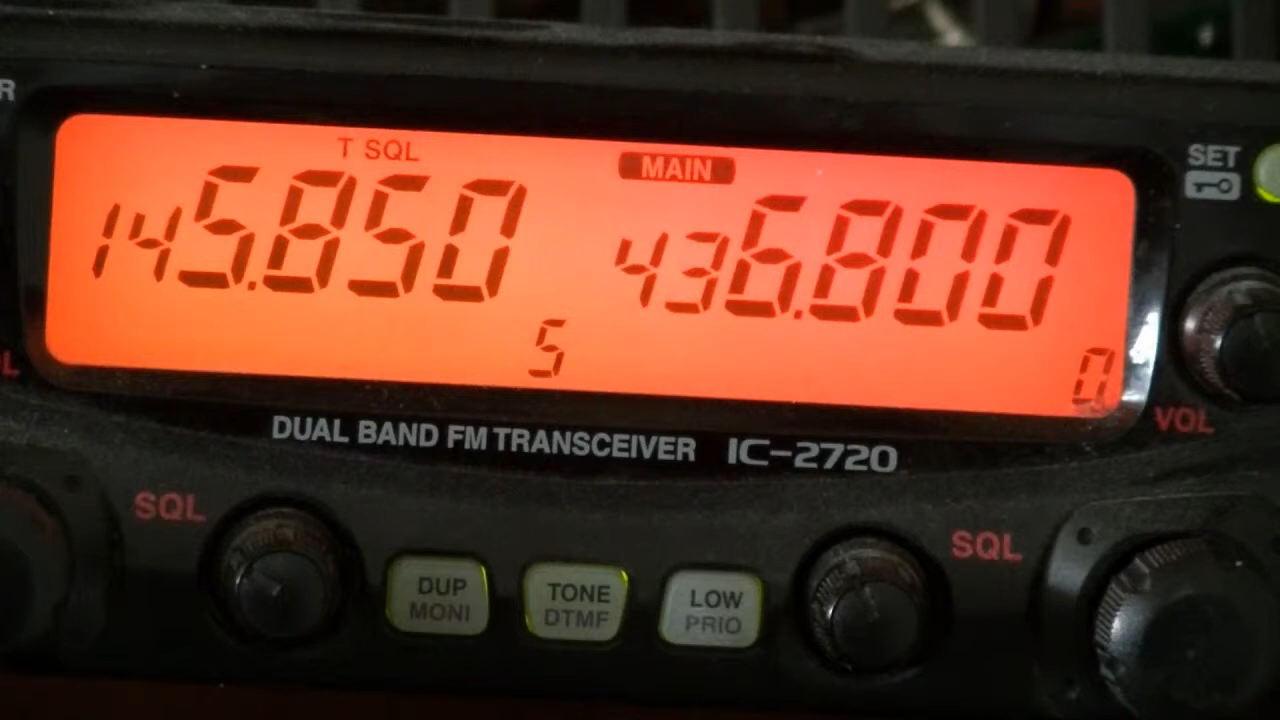 R
T SQL MAIN
SET
145.850 436.800
5 0
VOL
DUAL BAND FM TRANSCEIVER IC-2720
SQL SQL
DUP TONE LOW
MONI DTMF PRIO